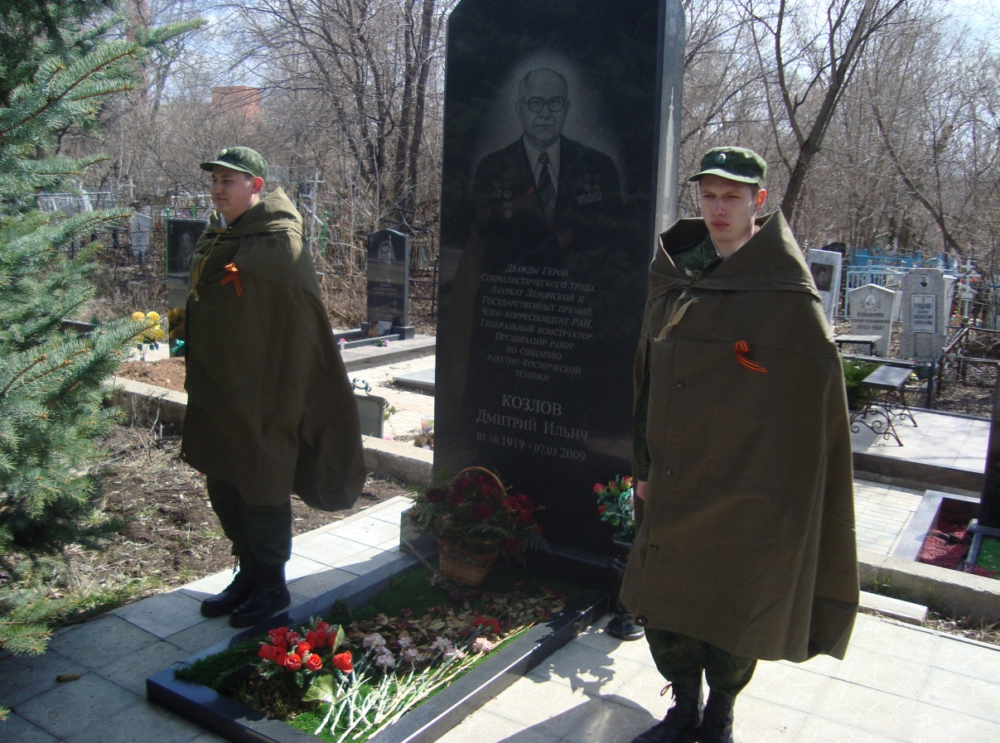 Дважды Герой
Социалистического труда,
Лауреат Ленинской и
Государственных премий,
Член-корреспондент РАН,
Генеральный конструктор
Организатор работ
по созданию
ракетно-космической
техники
КОЗЛОВ
Дмитрий Ильич
01.10.1919 - 07.03.2009